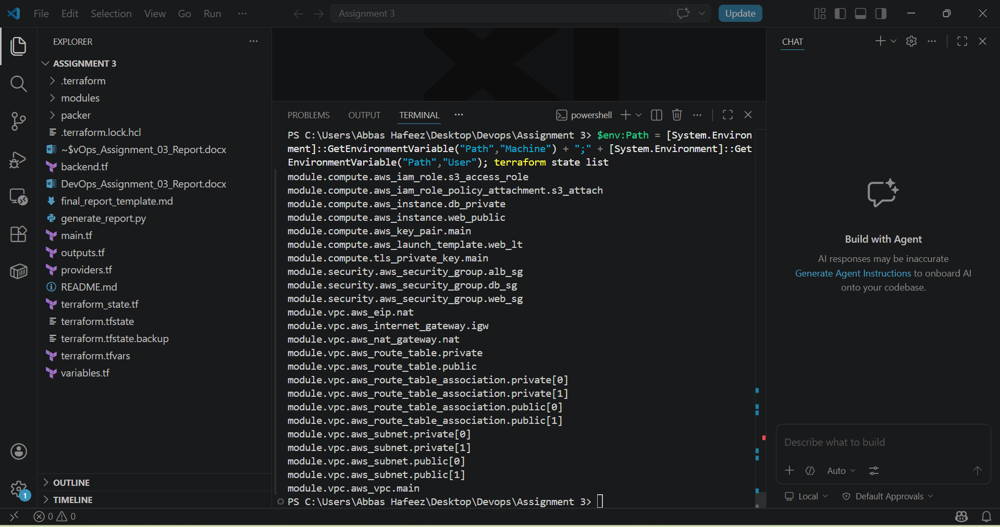 File Edit Selection View Go Run ···
Assignment 3
Update
EXPLORER
ASSIGNMENT 3
.terraform
modules
packer
.terraform.lock.hcl
~$vOps_Assignment_03_Report.docx
backend.tf
DevOps_Assignment_03_Report.docx
final_report_template.md
generate_report.py
main.tf
outputs.tf
providers.tf
README.md
terraform_state.tf
terraform.tfstate
terraform.tfstate.backup
terraform.tfvars
variables.tf
OUTLINE
TIMELINE
1
0 0
PROBLEMS OUTPUT TERMINAL ···
powershell
PS C:\Users\Abbas Hafeez\Desktop\Devops\Assignment 3> $env:Path = [System.Environ
ment]::GetEnvironmentVariable("Path","Machine") + ";" + [System.Environment]::Get
EnvironmentVariable("Path","User"); terraform state list
module.compute.aws_iam_role.s3_access_role
module.compute.aws_iam_role_policy_attachment.s3_attach
module.compute.aws_instance.db_private
module.compute.aws_instance.web_public
module.compute.aws_key_pair.main
module.compute.aws_launch_template.web_lt
module.compute.tls_private_key.main
module.security.aws_security_group.alb_sg
module.security.aws_security_group.db_sg
module.security.aws_security_group.web_sg
module.vpc.aws_eip.nat
module.vpc.aws_internet_gateway.igw
module.vpc.aws_nat_gateway.nat
module.vpc.aws_route_table.private
module.vpc.aws_route_table.public
module.vpc.aws_route_table_association.private[0]
module.vpc.aws_route_table_association.private[1]
module.vpc.aws_route_table_association.public[0]
module.vpc.aws_route_table_association.public[1]
module.vpc.aws_subnet.private[0]
module.vpc.aws_subnet.private[1]
module.vpc.aws_subnet.public[0]
module.vpc.aws_subnet.public[1]
module.vpc.aws_vpc.main
PS C:\Users\Abbas Hafeez\Desktop\Devops\Assignment 3>
CHAT
Build with Agent
AI responses may be inaccurate
Generate Agent Instructions to onboard AI
onto your codebase.
Describe what to build
Auto
Local Default Approvals